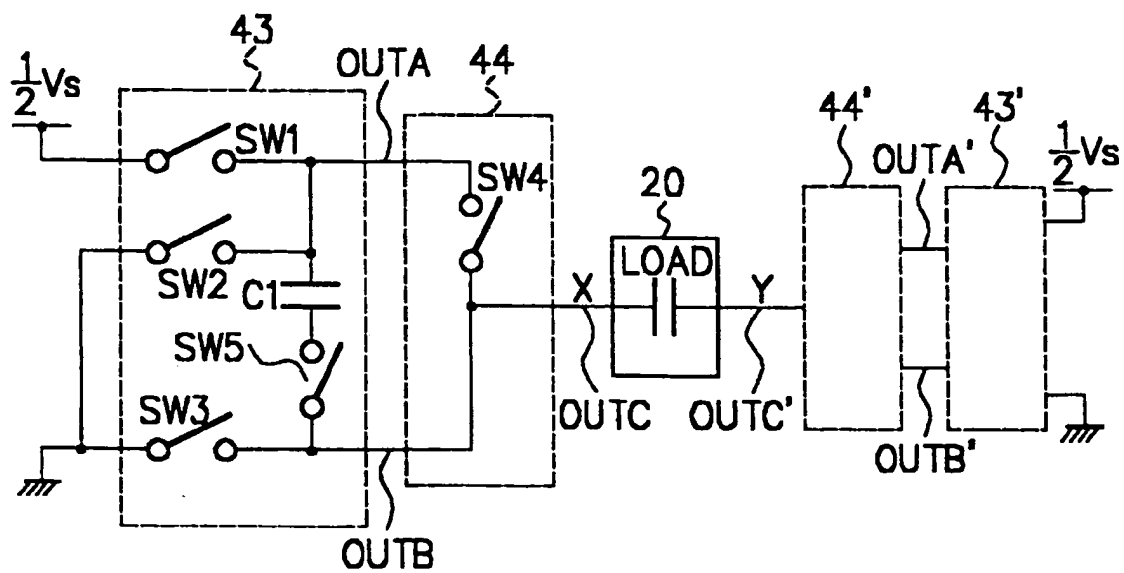 43
OUTA
44
½Vs
SW1
SW4
SW2
C1
SW5
SW3
20
LOAD
X
Y
OUTC
OUTC'
OUTB
44'
43'
OUTA'
½Vs
OUTB'